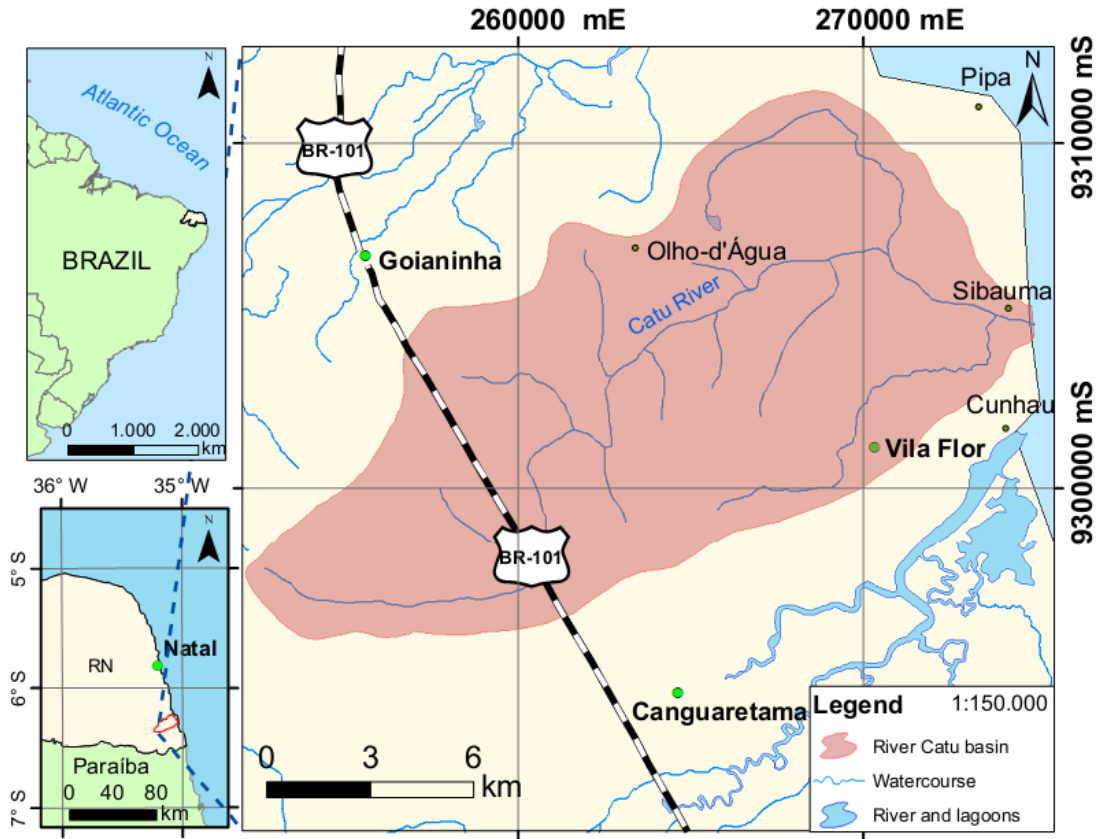 260000 mE
270000 mE
N
Atlantic Ocean
BRAZIL
0
1.000
2.000
km
36°W
35°W
N
5°S
6°S
7°S
Natal
RN
Paraíba
0
40
80
km
BR-101
Goianinha
Olho-d'Água
Catu River
Pipa
N
Sibauma
Cunhau
Vila Flor
BR-101
Canguaretama
9310000 mS
9300000 mS
0
3
6
km
Legend
1:150.000
River Catu basin
Watercourse
River and lagoons